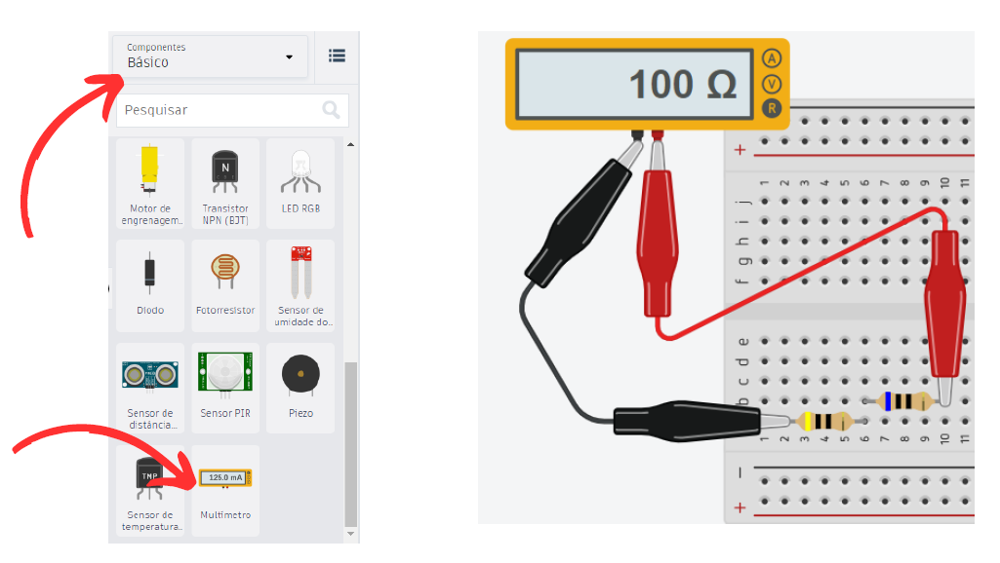 Componentes
Básico
Pesquisar
Motor de
engrenagem..
N
Transistor
NPN (BJT)
LED RGB
Diodo
Fotorresistor
Sensor de
umidade do..
Sensor de
distância...
Sensor PIR
Piezo
TMP
Sensor de
temperatura...
125.0 mA
Multímetro
100 Ω
A
V
R
+
1 2 3 4 5 6 7 8 9 10 11
j
i
h
g
f
e
d
c
b
1 2 3 4 5 6 7 8 9 10 11
−
+